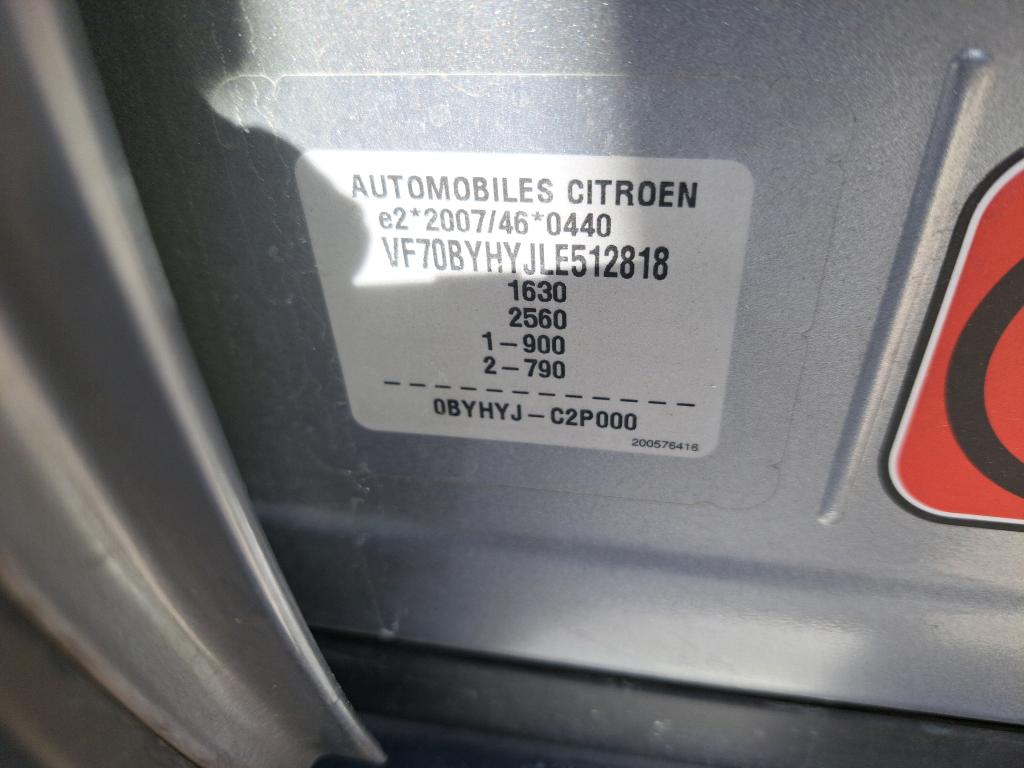 AUTOMOBILES CITROEN
e2*2007/46*0440
VF70BYHYJLE512818
1630
2560
1-900
2-790
0BYHYJ-C2P000
200576416